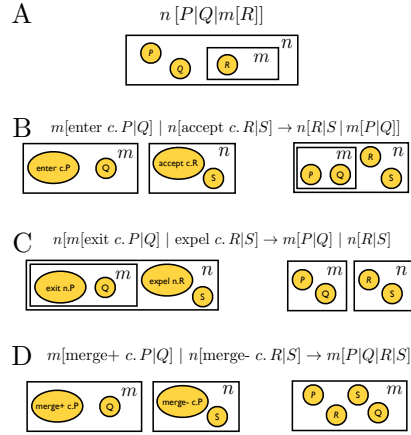 A
n [P|Q|m[R]]
P Q R m n
B
m[enter c. P|Q] | n[accept c. R|S] → n[R|S | m[P|Q]]
enter c.P Q m accept c.R S n P Q m R S n
C
n[m[exit c. P|Q] | expel c. R|S] → m[P|Q] | n[R|S]
exit n.P Q m expel n.R S n P Q m R S n
D
m[merge+ c. P|Q] | n[merge- c. R|S] → m[P|Q|R|S]
merge+ c.P Q m merge- c.P S n P R S Q m